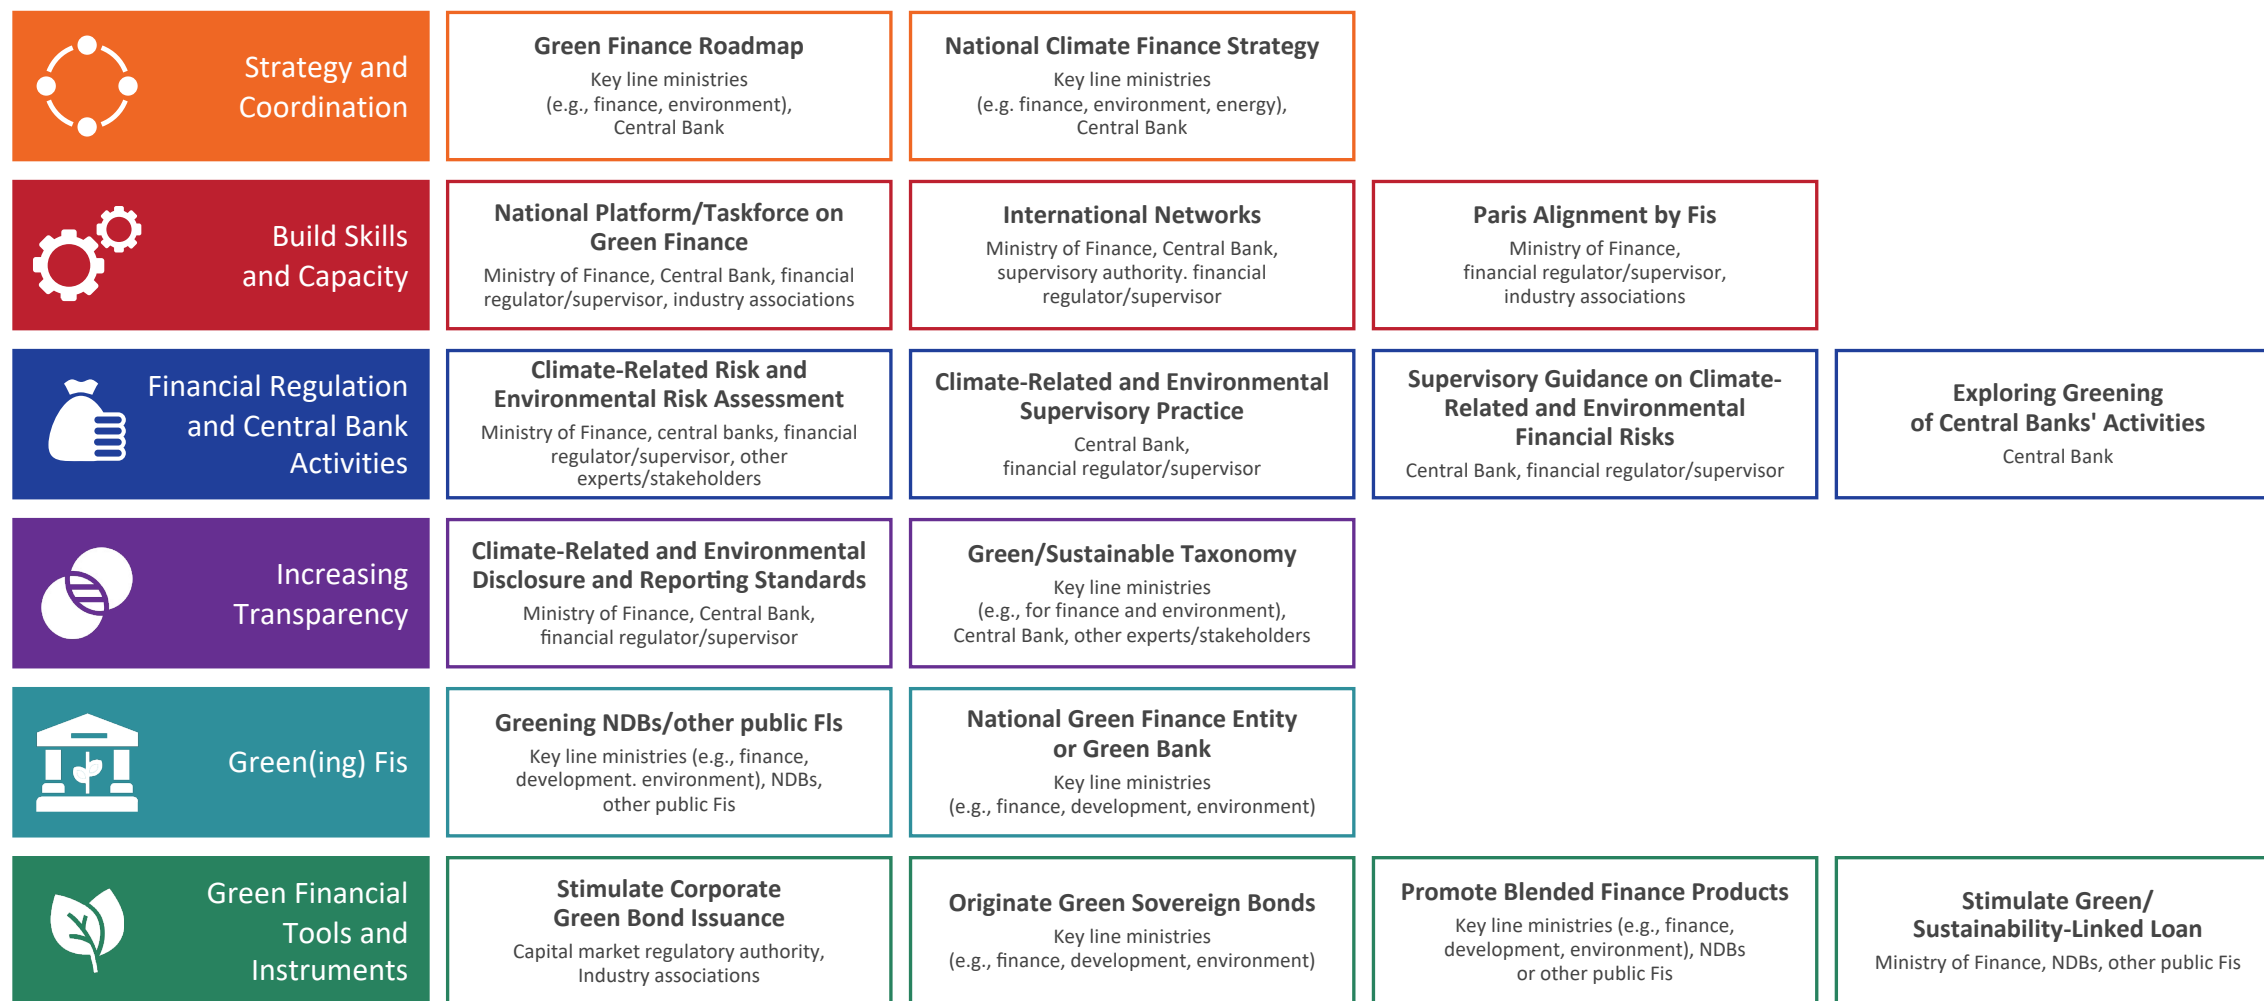 Strategy and
Coordination
Green Finance Roadmap
Key line ministries
(e.g., finance, environment),
Central Bank
National Climate Finance Strategy
Key line ministries
(e.g. finance, environment, energy),
Central Bank
Build Skills
and Capacity
National Platform/Taskforce on
Green Finance
Ministry of Finance, Central Bank, financial
regulator/supervisor, industry associations
International Networks
Ministry of Finance, Central Bank,
supervisory authority. financial
regulator/supervisor
Paris Alignment by Fis
Ministry of Finance,
financial regulator/supervisor,
industry associations
Financial Regulation
and Central Bank
Activities
Climate-Related Risk and
Environmental Risk Assessment
Ministry of Finance, central banks, financial
regulator/supervisor, other
experts/stakeholders
Climate-Related and Environmental
Supervisory Practice
Central Bank,
financial regulator/supervisor
Supervisory Guidance on Climate-
Related and Environmental
Financial Risks
Central Bank, financial regulator/supervisor
Exploring Greening
of Central Banks' Activities
Central Bank
Increasing
Transparency
Climate-Related and Environmental
Disclosure and Reporting Standards
Ministry of Finance, Central Bank,
financial regulator/supervisor
Green/Sustainable Taxonomy
Key line ministries
(e.g., for finance and environment),
Central Bank, other experts/stakeholders
Green(ing) Fis
Greening NDBs/other public Fls
Key line ministries (e.g., finance,
development. environment), NDBs,
other public Fis
National Green Finance Entity
or Green Bank
Key line ministries
(e.g., finance, development, environment)
Green Financial
Tools and
Instruments
Stimulate Corporate
Green Bond Issuance
Capital market regulatory authority,
Industry associations
Originate Green Sovereign Bonds
Key line ministries
(e.g., finance, development, environment)
Promote Blended Finance Products
Key line ministries (e.g., finance,
development, environment), NDBs
or other public Fis
Stimulate Green/
Sustainability-Linked Loan
Ministry of Finance, NDBs, other public Fis